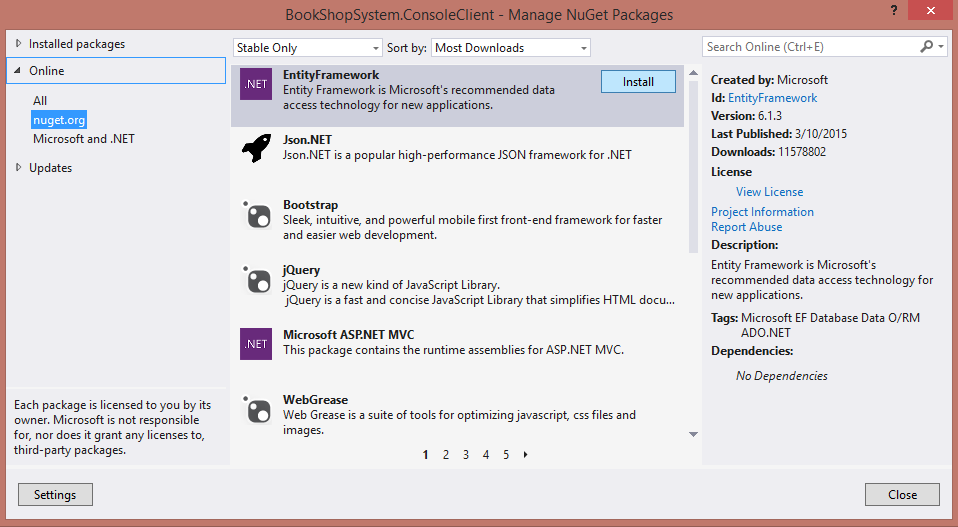 BookShopSystem.ConsoleClient - Manage NuGet Packages
?
Installed packages
Online
All
nuget.org
Microsoft and .NET
Updates
Each package is licensed to you by its
owner. Microsoft is not responsible
for, nor does it grant any licenses to,
third-party packages.
Settings
Stable Only
Sort by:
Most Downloads
.NET
EntityFramework
Entity Framework is Microsoft's recommended data
access technology for new applications.
Install
Json.NET
Json.NET is a popular high-performance JSON framework for .NET
Bootstrap
Sleek, intuitive, and powerful mobile first front-end framework for faster
and easier web development.
jQuery
jQuery is a new kind of JavaScript Library.
jQuery is a fast and concise JavaScript Library that simplifies HTML docu...
.NET
Microsoft ASP.NET MVC
This package contains the runtime assemblies for ASP.NET MVC.
WebGrease
Web Grease is a suite of tools for optimizing javascript, css files and
images.
1 2 3 4 5
Search Online (Ctrl+E)
Created by: Microsoft
Id: EntityFramework
Version: 6.1.3
Last Published: 3/10/2015
Downloads: 11578802
License
View License
Project Information
Report Abuse
Description:
Entity Framework is Microsoft's
recommended data access technology for
new applications.
Tags: Microsoft EF Database Data O/RM
ADO.NET
Dependencies:
No Dependencies
Close